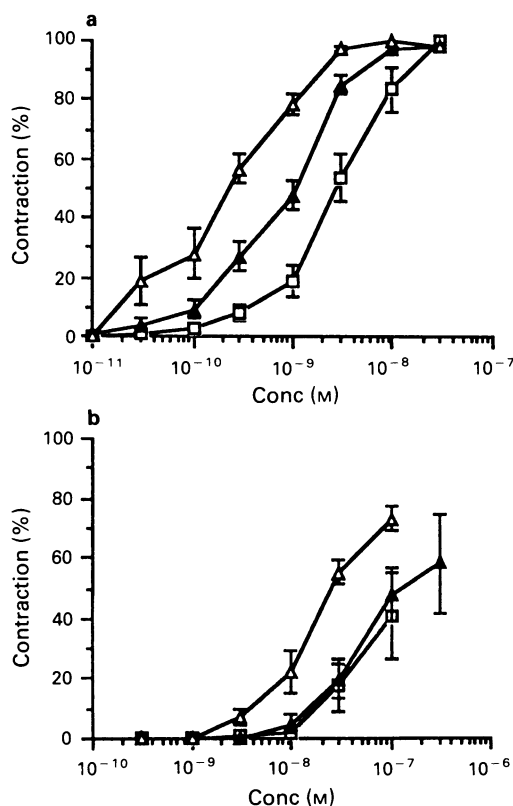 a
100
80
60
40
20
0
Contraction (%)
10⁻¹¹ 10⁻¹⁰ 10⁻⁹ 10⁻⁸ 10⁻⁷
Conc (M)
b
100
80
60
40
20
0
Contraction (%)
10⁻¹⁰ 10⁻⁹ 10⁻⁸ 10⁻⁷ 10⁻⁶
Conc (M)